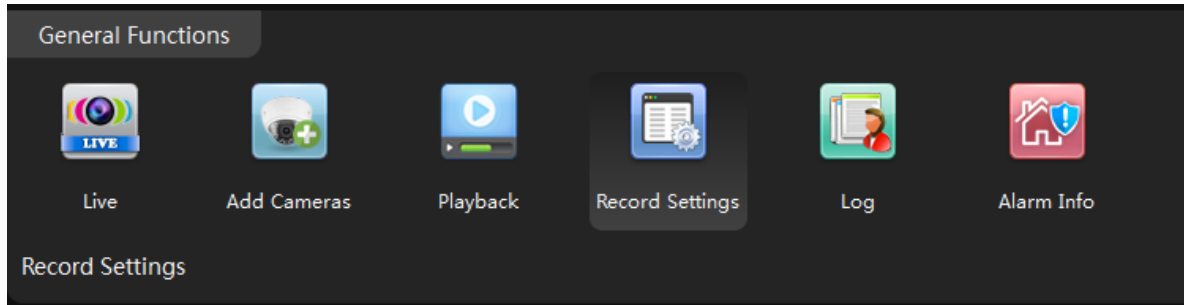 General Functions
LIVE
Live Add Cameras Playback Record Settings Log Alarm Info
Record Settings